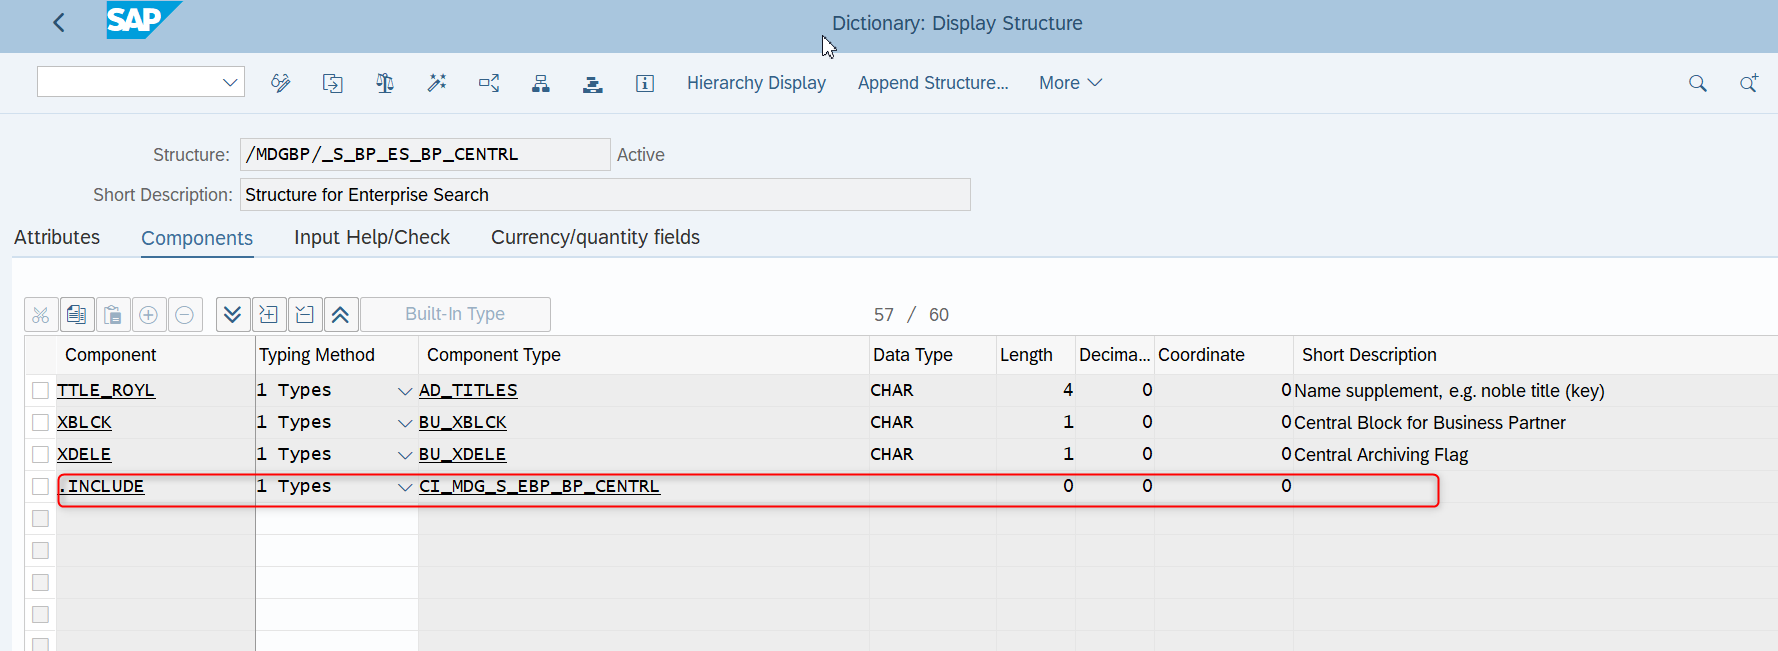 SAP
Dictionary: Display Structure
Hierarchy Display Append Structure... More
Structure: /MDGBP/_S_BP_ES_BP_CENTRL Active
Short Description: Structure for Enterprise Search
Attributes Components Input Help/Check Currency/quantity fields
Built-In Type 57 / 60
Component Typing Method Component Type Data Type Length Decima... Coordinate Short Description
TTLE_ROYL 1 Types AD_TITLES CHAR 4 0 0 Name supplement, e.g. noble title (key)
XBLCK 1 Types BU_XBLCK CHAR 1 0 0 Central Block for Business Partner
XDELE 1 Types BU_XDELE CHAR 1 0 0 Central Archiving Flag
.INCLUDE 1 Types CI_MDG_S_EBP_BP_CENTRL 0 0 0